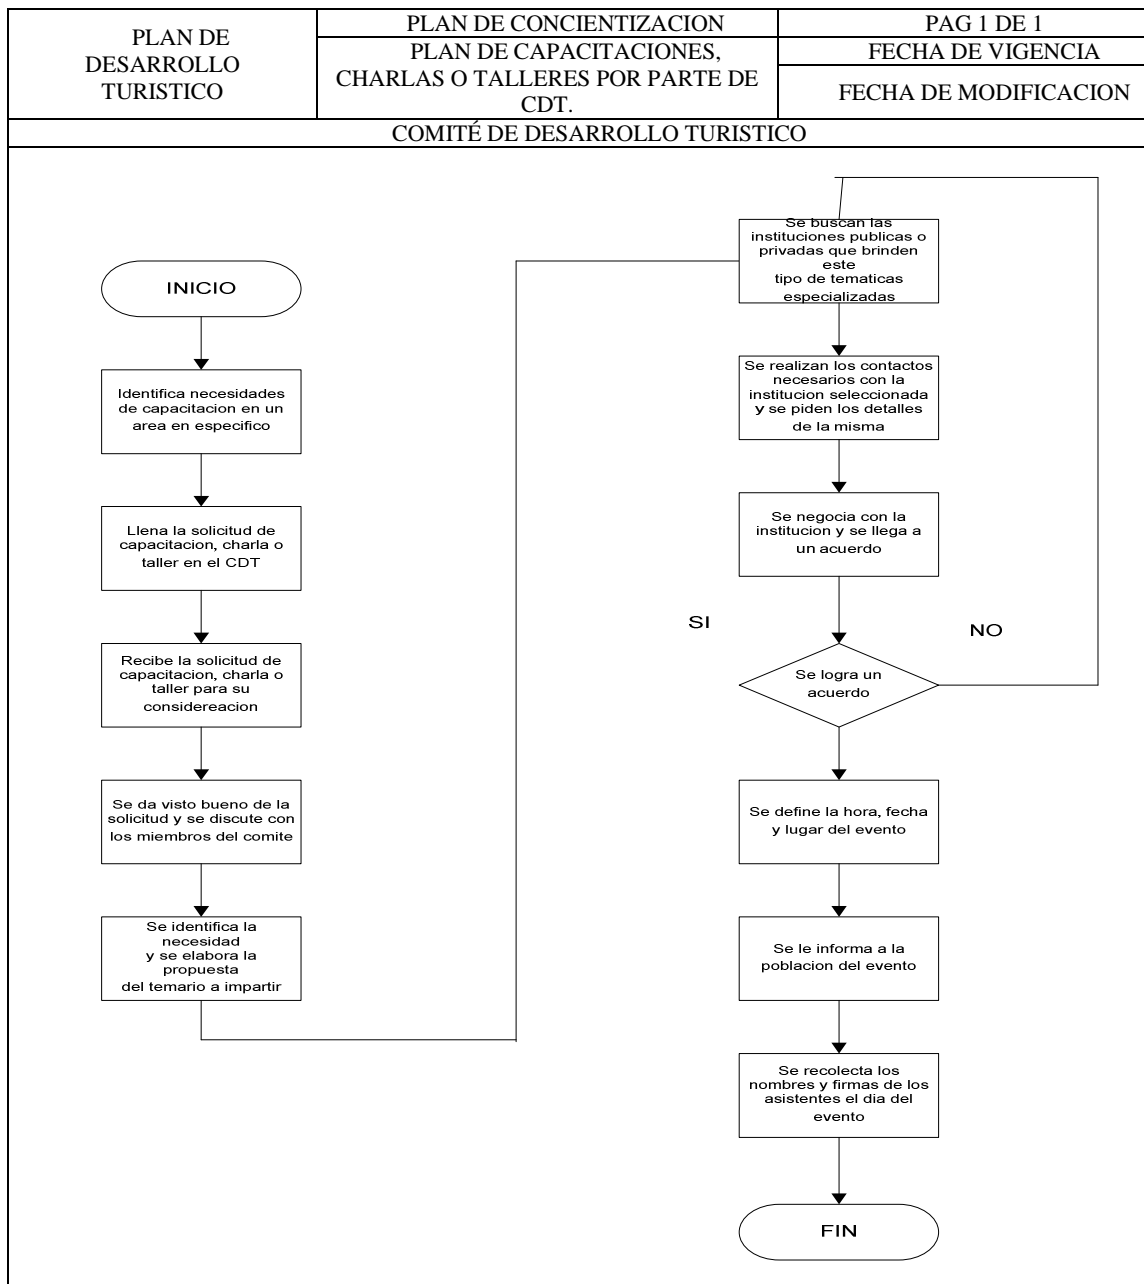 PLAN DE
DESARROLLO
TURISTICO
PLAN DE CONCIENTIZACION
PLAN DE CAPACITACIONES,
CHARLAS O TALLERES POR PARTE DE
CDT.
PAG 1 DE 1
FECHA DE VIGENCIA
FECHA DE MODIFICACION
COMITÉ DE DESARROLLO TURISTICO
INICIO
Identifica necesidades
de capacitacion en un
area en especifico
Llena la solicitud de
capacitacion, charla o
taller en el CDT
Recibe la solicitud de
capacitacion, charla o
taller para su
considereacion
Se da visto bueno de la
solicitud y se discute con
los miembros del comite
Se identifica la
necesidad
y se elabora la
propuesta
del temario a impartir
Se buscan las
instituciones publicas o
privadas que brinden
este
tipo de tematicas
especializadas
Se realizan los contactos
necesarios con la
institucion seleccionada
y se piden los detalles
de la misma
Se negocia con la
institucion y se llega a
un acuerdo
SI
NO
Se logra un
acuerdo
Se define la hora, fecha
y lugar del evento
Se le informa a la
poblacion del evento
Se recolecta los
nombres y firmas de los
asistentes el dia del
evento
FIN